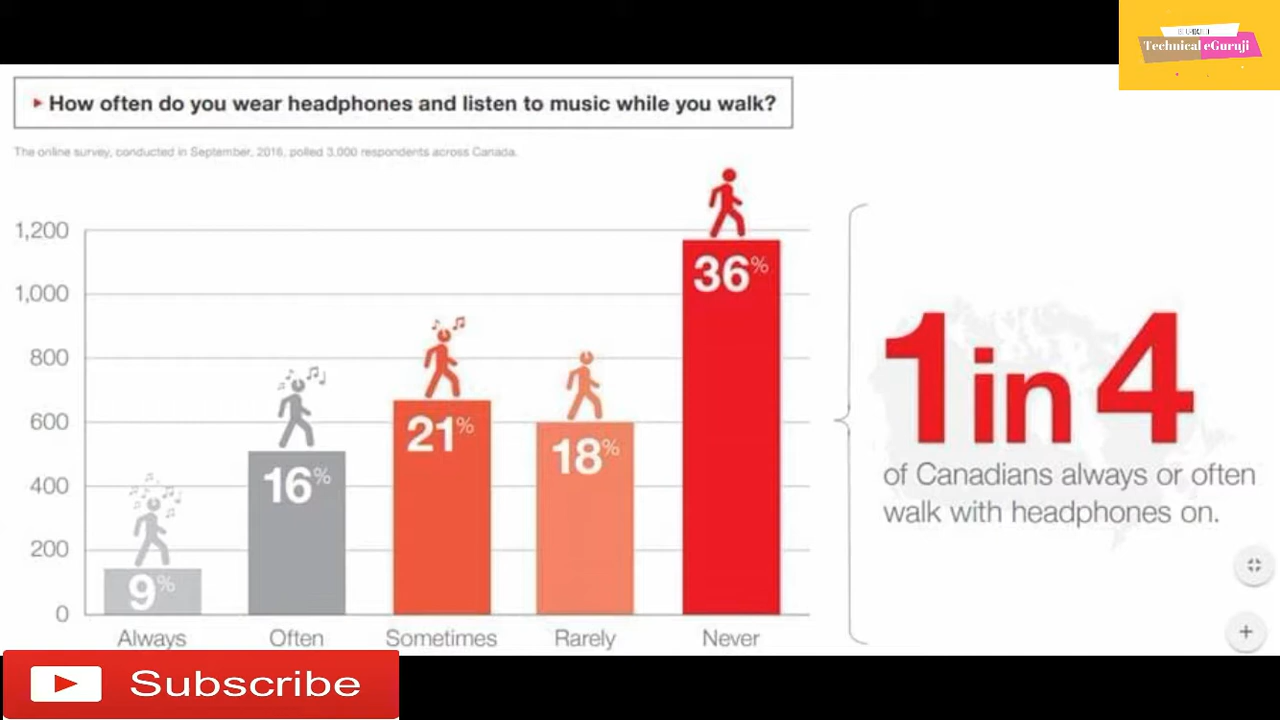 Technical eGuruji
How often do you wear headphones and listen to music while you walk?
The online survey, conducted in September, 2016, polled 3,000 respondents across Canada.
1,200
1,000
800
600
400
200
0
9%
16%
21%
18%
36%
Always
Often
Sometimes
Rarely
Never
1 in 4
of Canadians always or often
walk with headphones on.
Subscribe